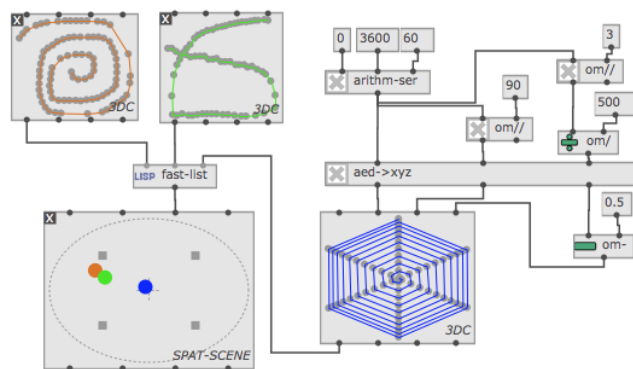 X
3DC
X
3DC
0
3600
60
arithm-ser
3
om//
90
om//
500
om/
LISP fast-list
aed->xyz
0.5
om-
X
SPAT-SCENE
3DC